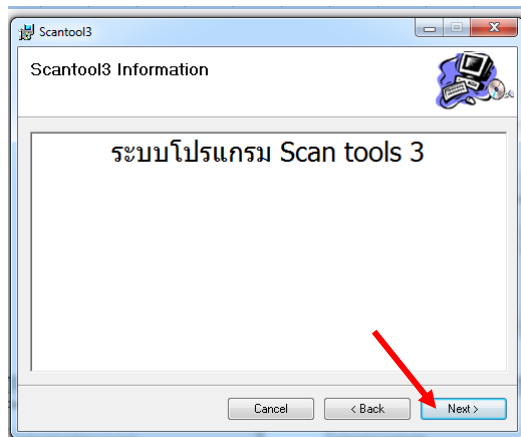 Scantool3
Scantool3 Information
ระบบโปรแกรม Scan tools 3
Cancel
< Back
Next >